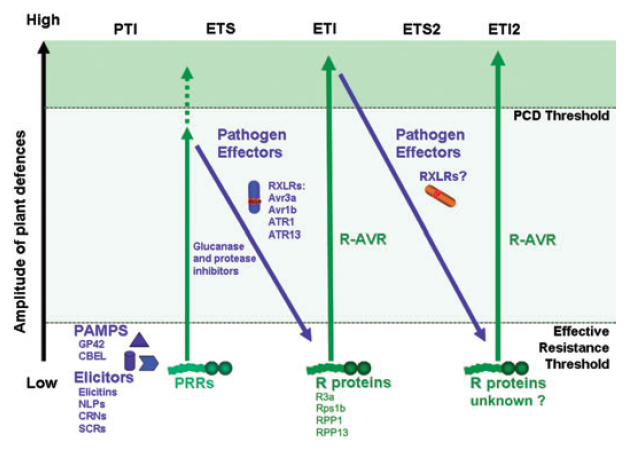 High
PTI
ETS
ETI
ETS2
ETI2
PCD Threshold
Amplitude of plant defences
Pathogen
Effectors
RXLRs:
Avr3a
Avr1b
ATR1
ATR13
Glucanase
and protease
inhibitors
R-AVR
Pathogen
Effectors
RXLRs?
R-AVR
Effective
Resistance
Threshold
PAMPS
GP42
CBEL
Elicitors
Elicitins
NLPs
CRNs
SCRs
Low
PRRs
R proteins
R3a
Rps1b
RPP1
RPP13
R proteins
unknown ?